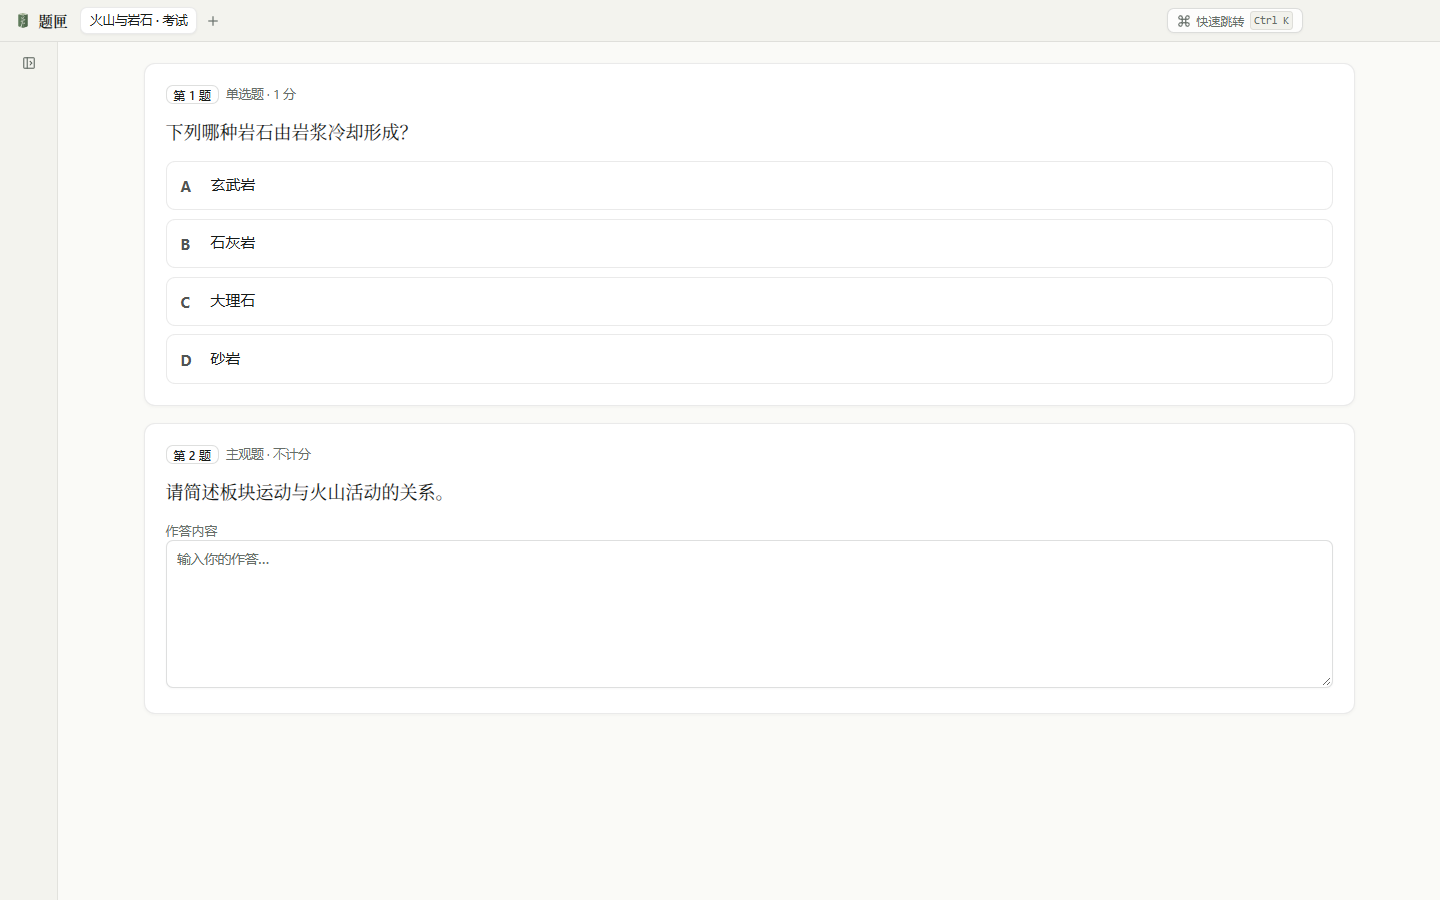 题匣
火山与岩石 · 考试
快速跳转 Ctrl K
第 1 题 单选题 · 1 分
下列哪种岩石由岩浆冷却形成？
A 玄武岩
B 石灰岩
C 大理石
D 砂岩
第 2 题 主观题 · 不计分
请简述板块运动与火山活动的关系。
作答内容
输入你的作答...